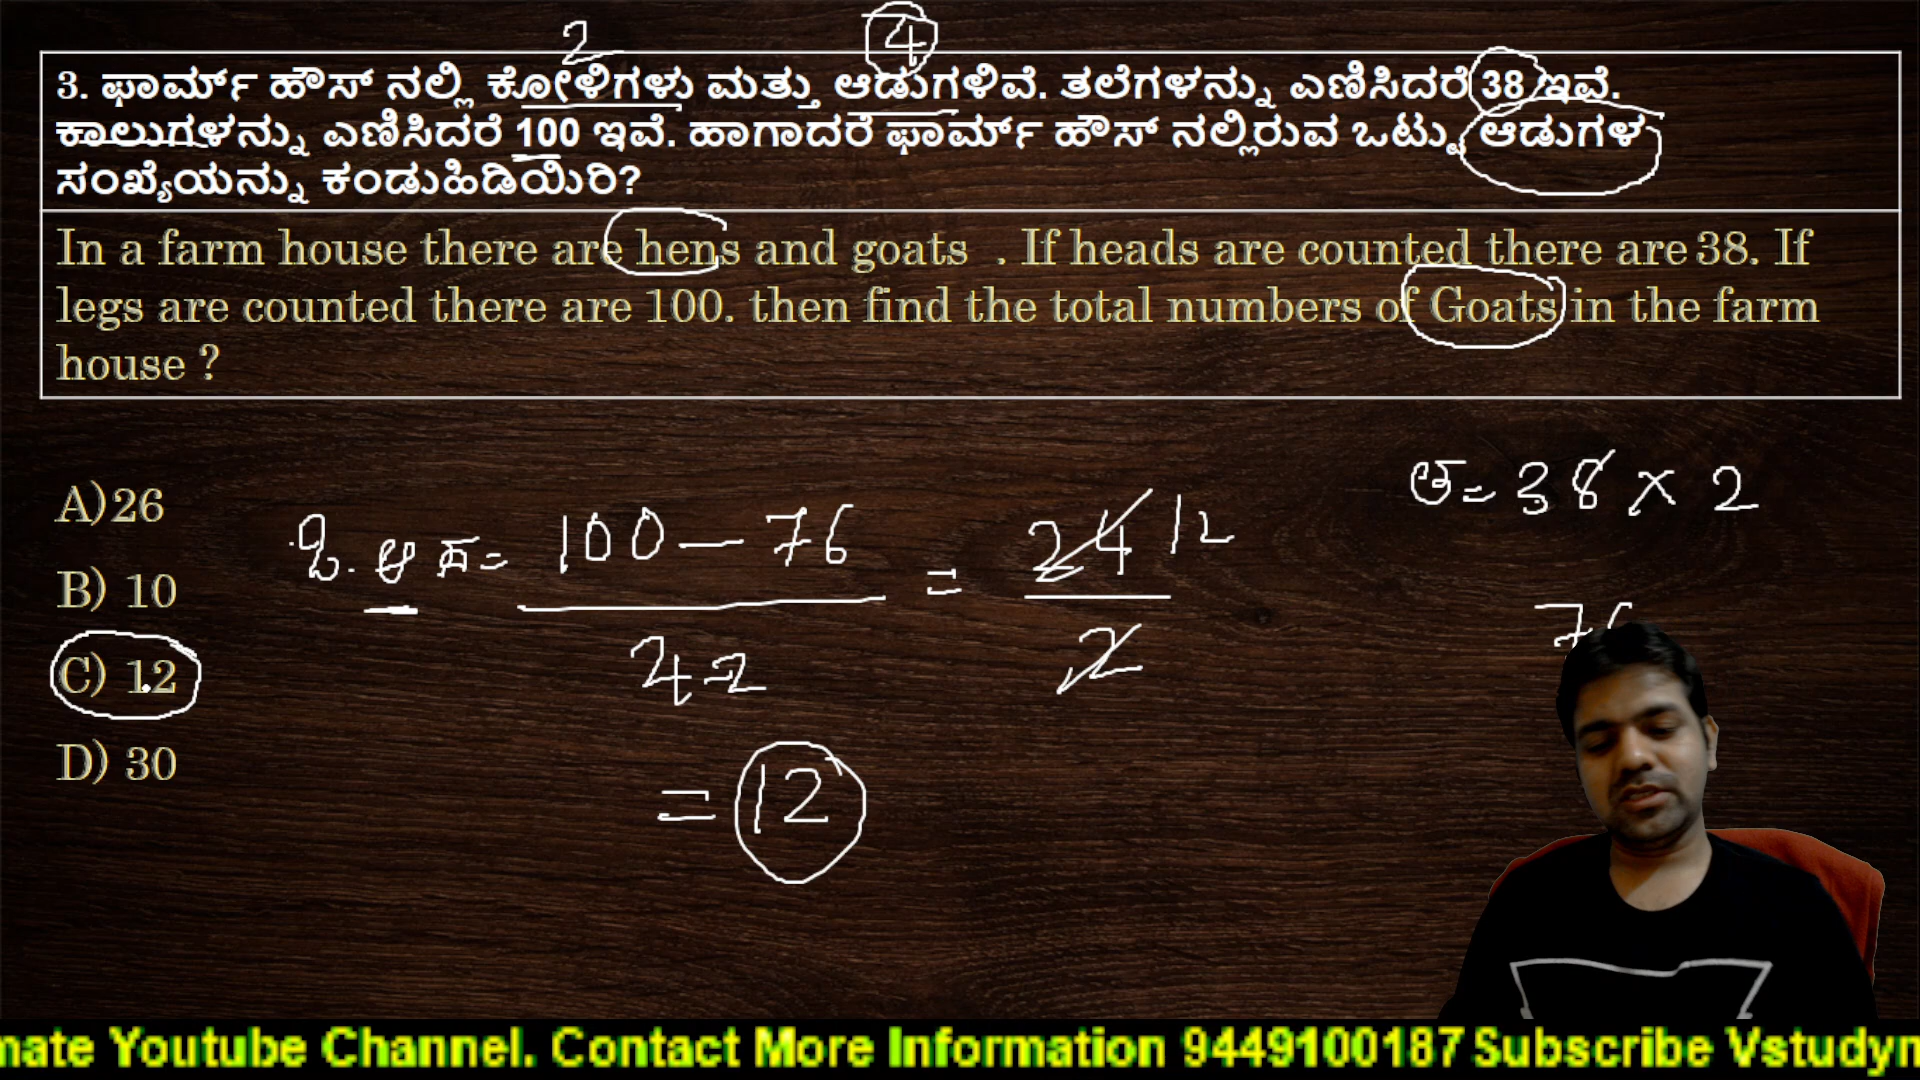 2 4
3. ಫಾರ್ಮ್ ಹೌಸ್ ನಲ್ಲಿ ಕೋಳಿಗಳು ಮತ್ತು ಆಡುಗಳಿವೆ. ತಲೆಗಳನ್ನು ಎಣಿಸಿದರೆ 38 ಇವೆ.
ಕಾಲುಗಳನ್ನು ಎಣಿಸಿದರೆ 100 ಇವೆ. ಹಾಗಾದರೆ ಫಾರ್ಮ್ ಹೌಸ್ ನಲ್ಲಿರುವ ಒಟ್ಟು ಆಡುಗಳ
ಸಂಖ್ಯೆಯನ್ನು ಕಂಡುಹಿಡಿಯಿರಿ?
In a farm house there are hens and goats . If heads are counted there are 38. If
legs are counted there are 100. then find the total numbers of Goats in the farm
house ?
A) 26
B) 10
C) 12
D) 30
= 38 × 2
76
100 - 76 = 24 12
4-2 2
= 12
mate Youtube Channel. Contact More Information 9449100187 Subscribe Vstudyn